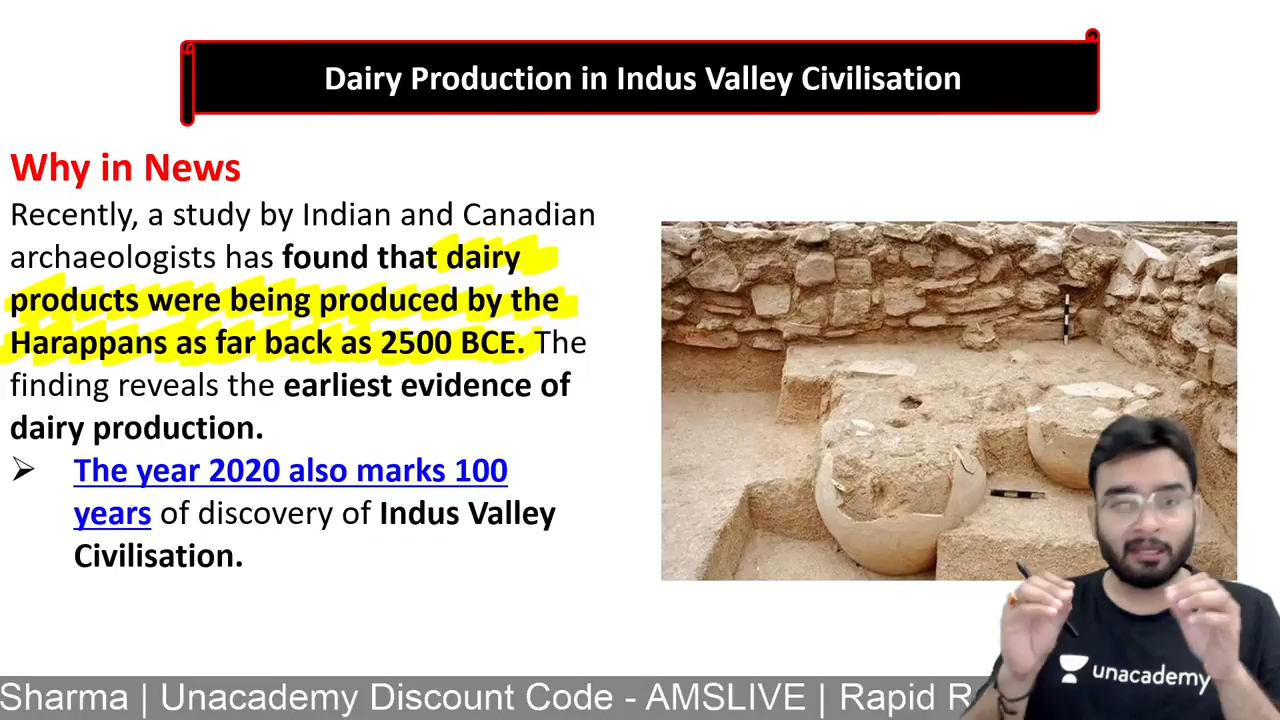 Dairy Production in Indus Valley Civilisation
Why in News
Recently, a study by Indian and Canadian
archaeologists has found that dairy
products were being produced by the
Harappans as far back as 2500 BCE. The
finding reveals the earliest evidence of
dairy production.
➢ The year 2020 also marks 100
years of discovery of Indus Valley
Civilisation.
unacademy
Sharma | Unacademy Discount Code - AMSLIVE | Rapid R